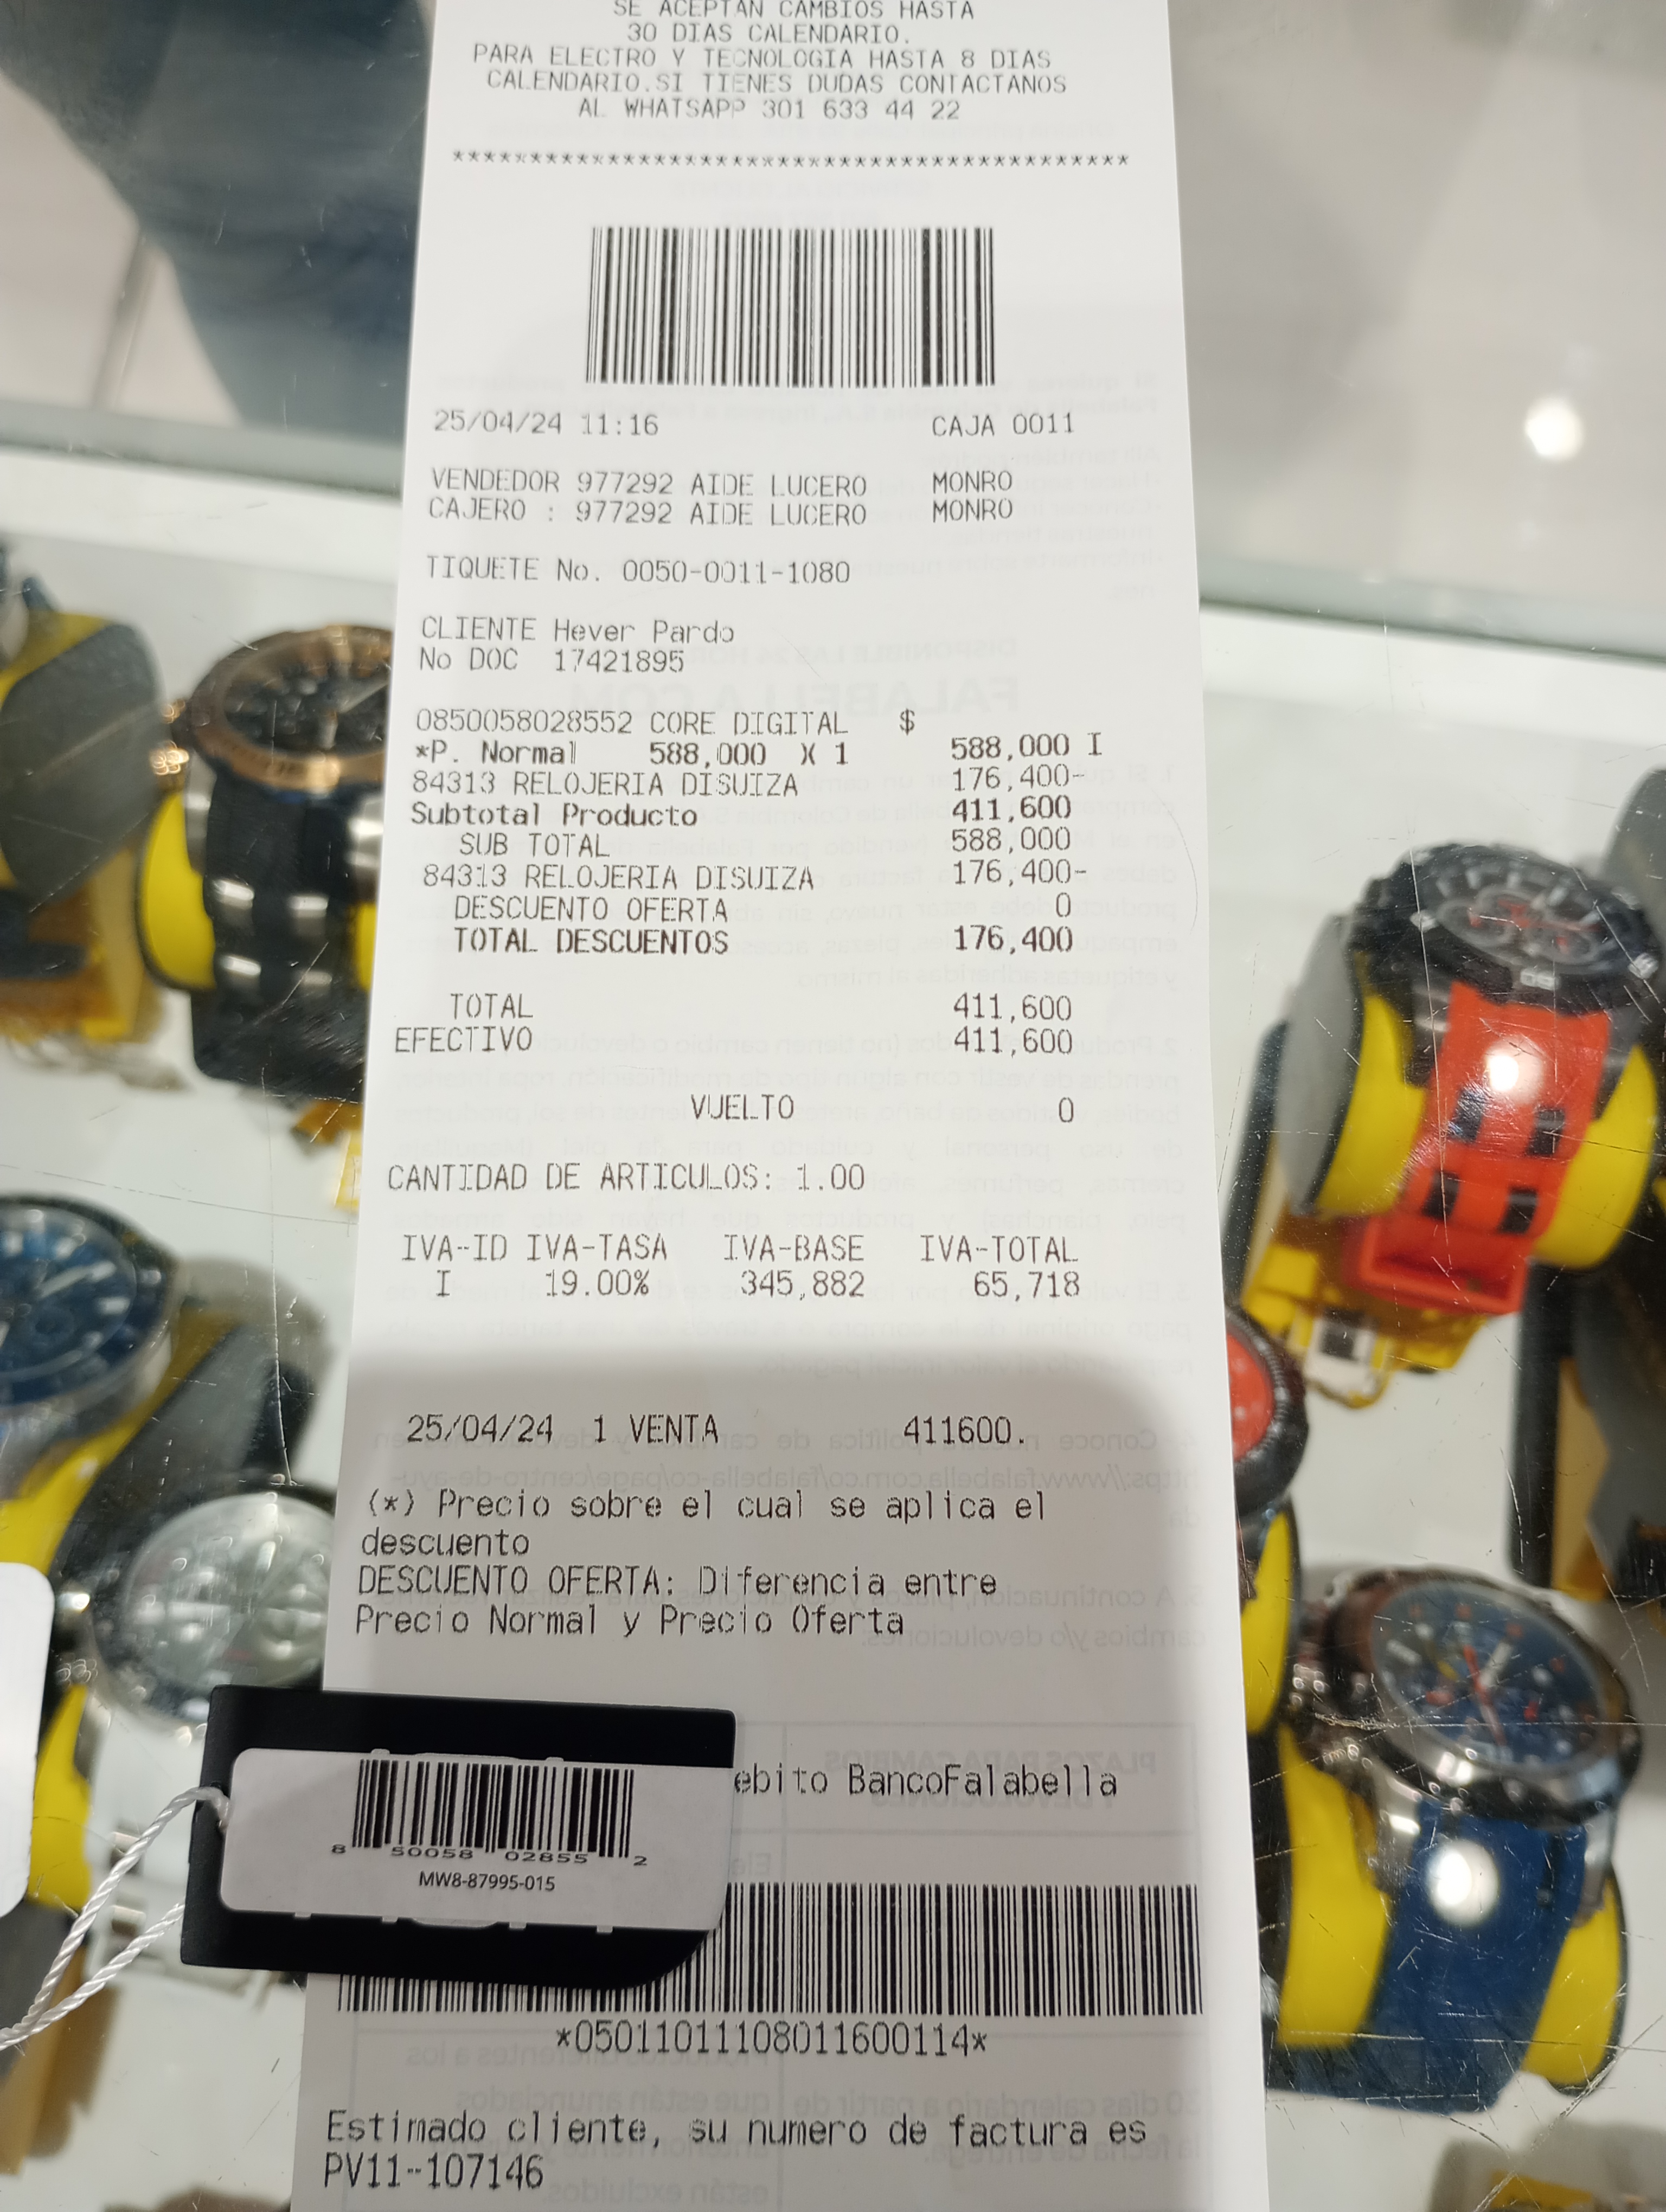 SE ACEPTAN CAMBIOS HASTA
30 DIAS CALENDARIO.
PARA ELECTRO Y TECNOLOGIA HASTA 8 DIAS
CALENDARIO.SI TIENES DUDAS CONTACTANOS
AL WHATSAPP 301 633 44 22
********************************************
25/04/24 11:16 CAJA 0011
VENDEDOR 977292 AIDE LUCERO MONRO
CAJERO : 977292 AIDE LUCERO MONRO
TIQUETE No. 0050-0011-1080
CLIENTE Hever Pardo
No DOC 17421895
0850058028552 CORE DIGITAL $
*P. Normal 588,000 X 1 588,000 I
84313 RELOJERIA DISUIZA 176,400-
Subtotal Producto 411,600
SUB TOTAL 588,000
84313 RELOJERIA DISUIZA 176,400-
DESCUENTO OFERTA 0
TOTAL DESCUENTOS 176,400
TOTAL 411,600
EFECTIVO 411,600
VUELTO 0
CANTIDAD DE ARTICULOS: 1.00
IVA-ID IVA-TASA IVA-BASE IVA-TOTAL
I 19.00% 345,882 65,718
25/04/24 1 VENTA 411600.
(*) Precio sobre el cual se aplica el
descuento
DESCUENTO OFERTA: Diferencia entre
Precio Normal y Precio Oferta
ebito BancoFalabella
8 50058 02855 2
MW8-87995-015
*05011011108011600114*
Estimado cliente, su numero de factura es
PV11-107146